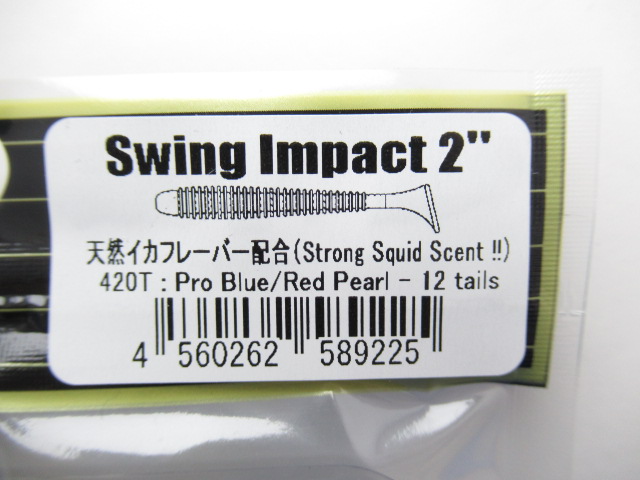 Swing Impact 2"
天然イカフレーバー配合(Strong Squid Scent !!)
420T : Pro Blue/Red Pearl - 12 tails
4 560262 589225